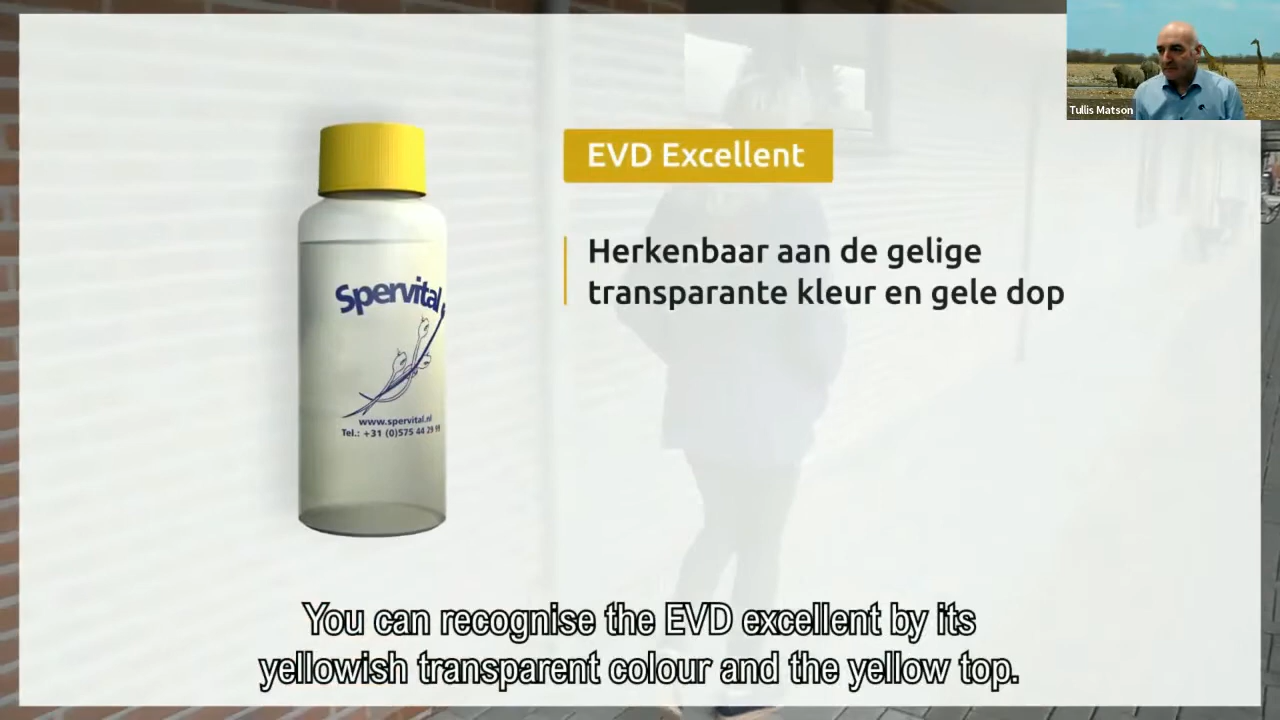 Tullis Matson
EVD Excellent
Herkenbaar aan de gelige
transparante kleur en gele dop
Spervital
www.spervital.nl
Tel.: +31 (0)575 44 29
You can recognise the EVD excellent by its
yellowish transparent colour and the yellow top.